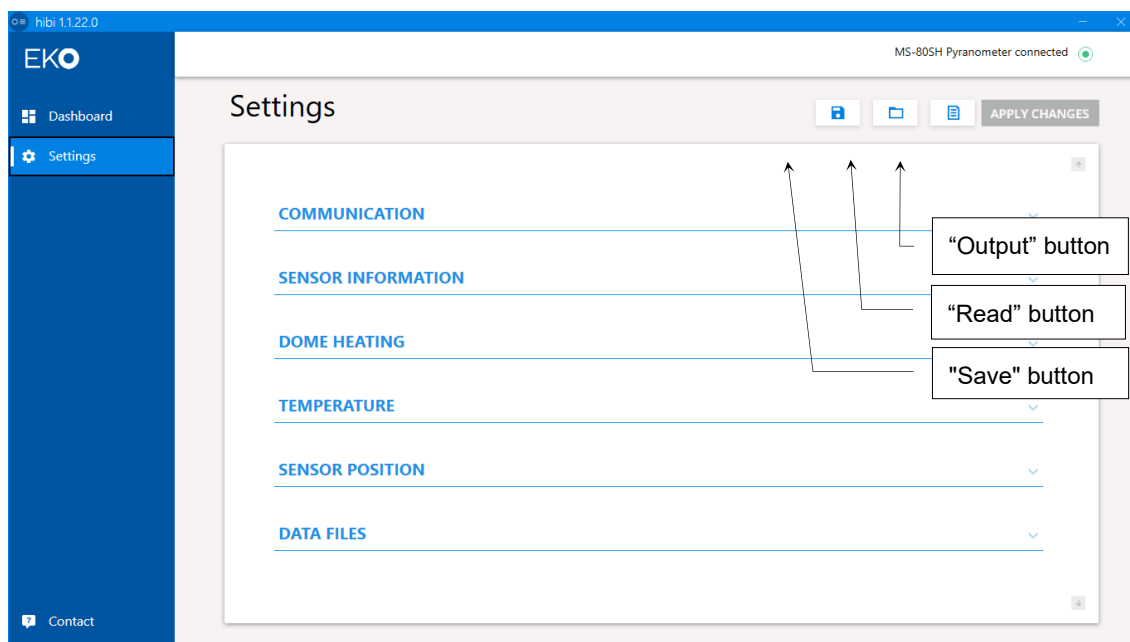 hibi 1.1.22.0
EKO
MS-80SH Pyranometer connected
Dashboard
Settings
Settings
APPLY CHANGES
COMMUNICATION
“Output” button
SENSOR INFORMATION
“Read” button
DOME HEATING
"Save" button
TEMPERATURE
SENSOR POSITION
DATA FILES
Contact